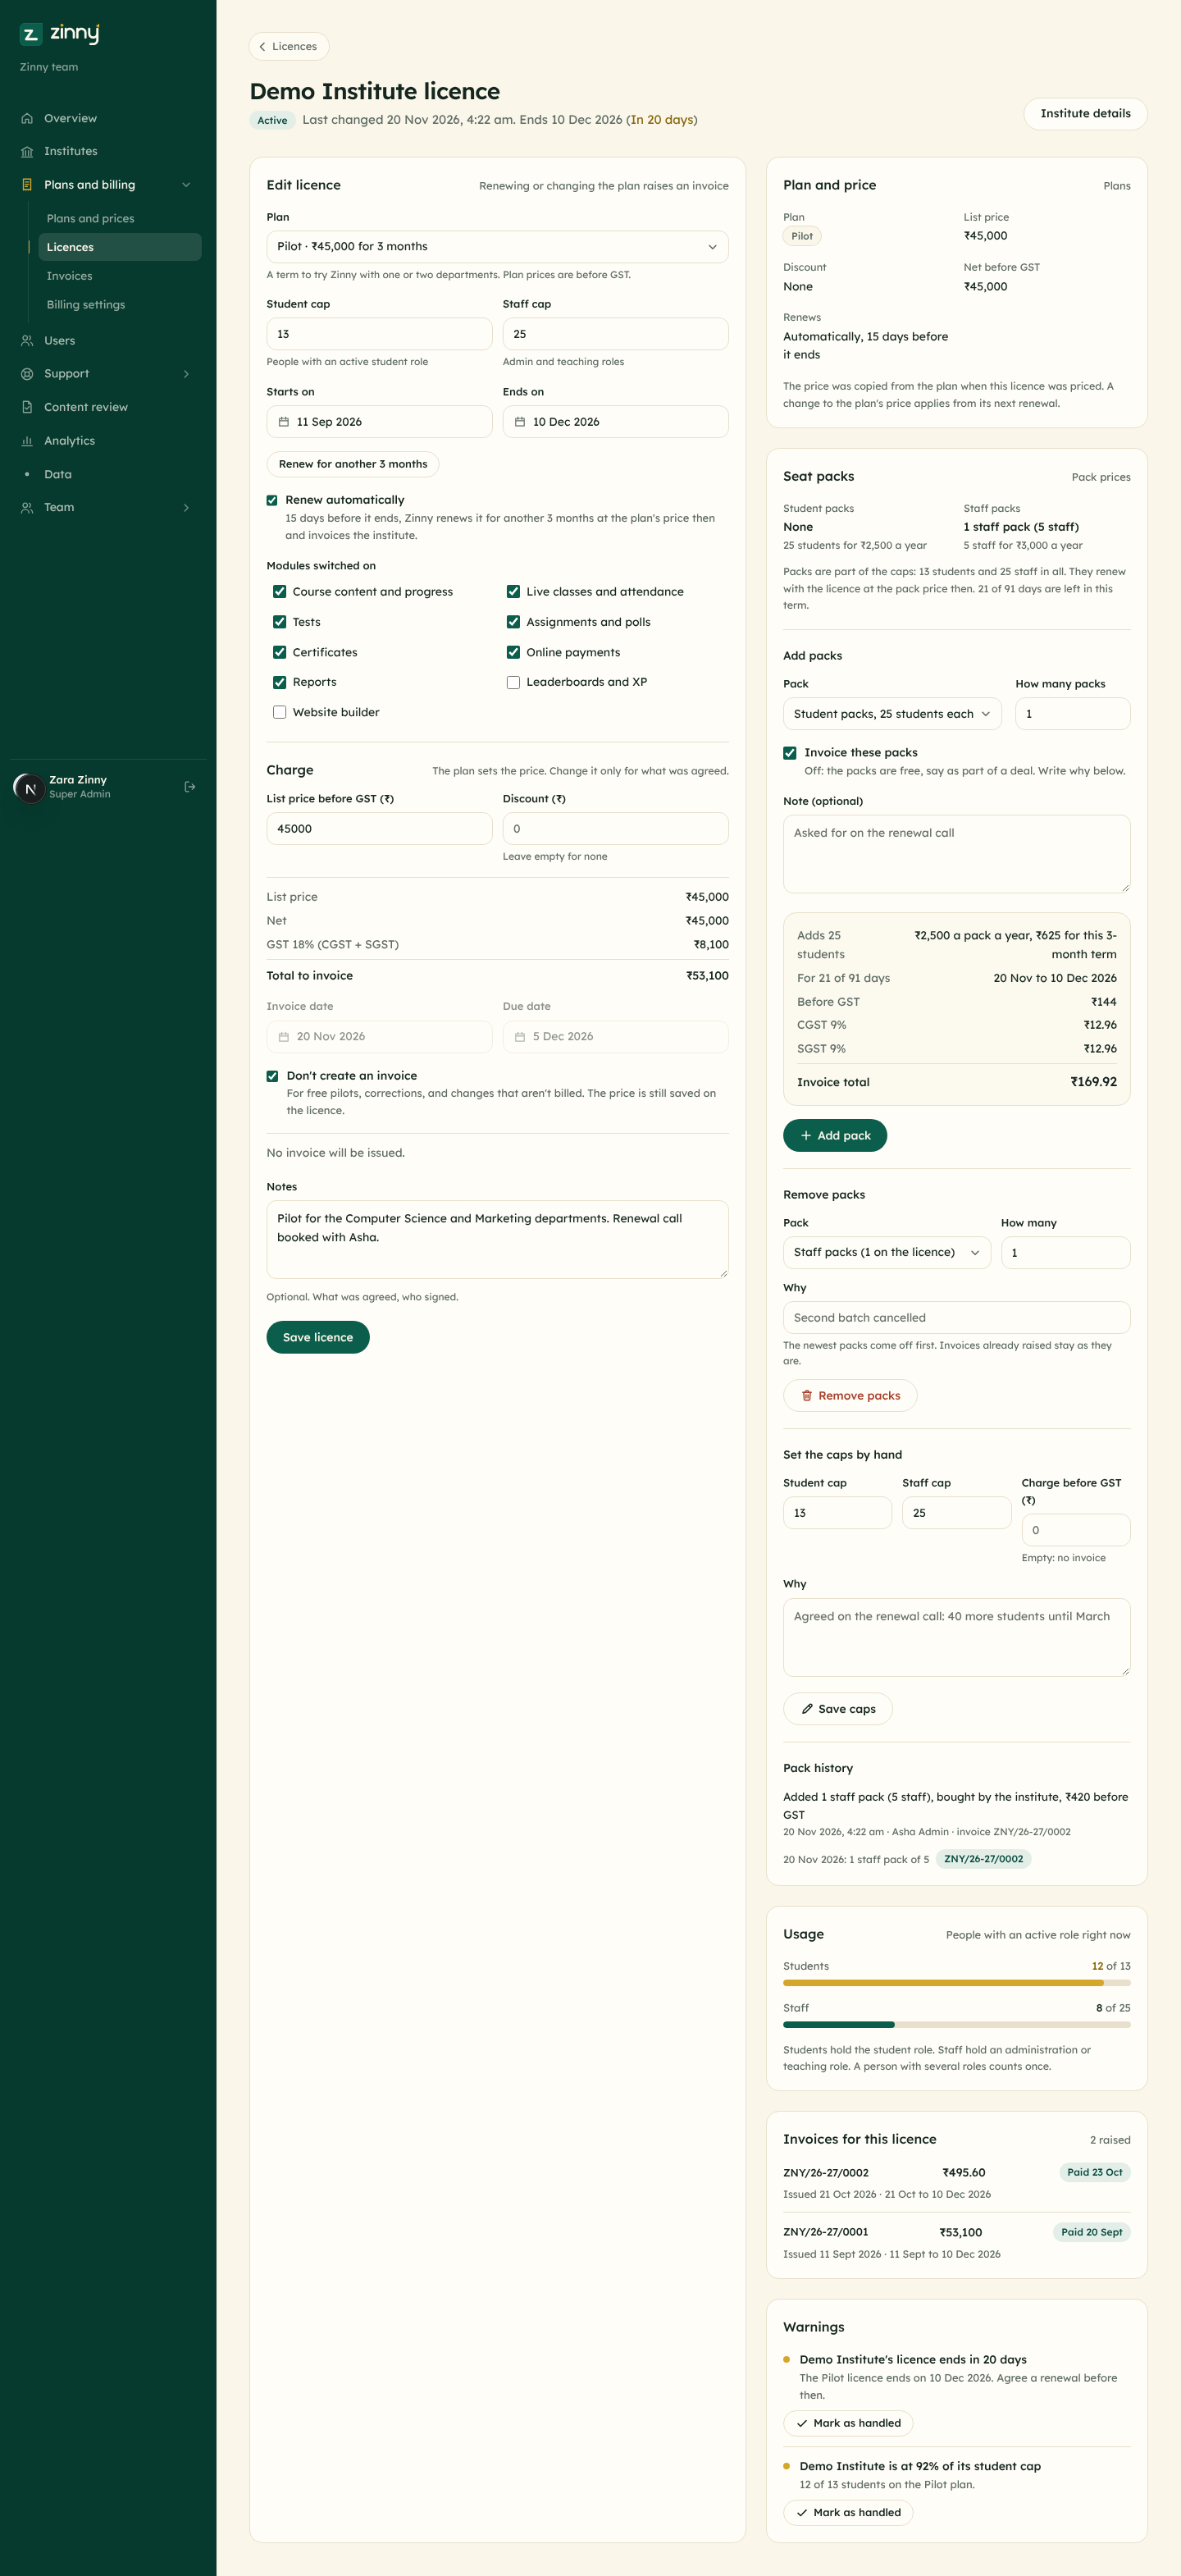 zinny
Zinny team
Overview
Institutes
Plans and billing
Plans and prices
Licences
Invoices
Billing settings
Users
Support
Content review
Analytics
Data
Team
N
Zara Zinny
Super Admin
Licences
Demo Institute licence
Active Last changed 20 Nov 2026, 4:22 am. Ends 10 Dec 2026 (In 20 days)
Institute details
Edit licence
Renewing or changing the plan raises an invoice
Plan
Pilot · ₹45,000 for 3 months
A term to try Zinny with one or two departments. Plan prices are before GST.
Student cap Staff cap
13 25
People with an active student role Admin and teaching roles
Starts on Ends on
11 Sep 2026 10 Dec 2026
Renew for another 3 months
Renew automatically
15 days before it ends, Zinny renews it for another 3 months at the plan's price then
and invoices the institute.
Modules switched on
Course content and progress Live classes and attendance
Tests Assignments and polls
Certificates Online payments
Reports Leaderboards and XP
Website builder
Charge The plan sets the price. Change it only for what was agreed.
List price before GST (₹) Discount (₹)
45000 0
Leave empty for none
List price ₹45,000
Net ₹45,000
GST 18% (CGST + SGST) ₹8,100
Total to invoice ₹53,100
Invoice date Due date
20 Nov 2026 5 Dec 2026
Don't create an invoice
For free pilots, corrections, and changes that aren't billed. The price is still saved on
the licence.
No invoice will be issued.
Notes
Pilot for the Computer Science and Marketing departments. Renewal call
booked with Asha.
Optional. What was agreed, who signed.
Save licence
Plan and price Plans
Plan List price
Pilot ₹45,000
Discount Net before GST
None ₹45,000
Renews
Automatically, 15 days before
it ends
The price was copied from the plan when this licence was priced. A
change to the plan's price applies from its next renewal.
Seat packs Pack prices
Student packs Staff packs
None 1 staff pack (5 staff)
25 students for ₹2,500 a year 5 staff for ₹3,000 a year
Packs are part of the caps: 13 students and 25 staff in all. They renew
with the licence at the pack price then. 21 of 91 days are left in this
term.
Add packs
Pack How many packs
Student packs, 25 students each 1
Invoice these packs
Off: the packs are free, say as part of a deal. Write why below.
Note (optional)
Asked for on the renewal call
Adds 25 ₹2,500 a pack a year, ₹625 for this 3-
students month term
For 21 of 91 days 20 Nov to 10 Dec 2026
Before GST ₹144
CGST 9% ₹12.96
SGST 9% ₹12.96
Invoice total ₹169.92
Add pack
Remove packs
Pack How many
Staff packs (1 on the licence) 1
Why
Second batch cancelled
The newest packs come off first. Invoices already raised stay as they
are.
Remove packs
Set the caps by hand
Student cap Staff cap Charge before GST
(₹)
13 25 0
Empty: no invoice
Why
Agreed on the renewal call: 40 more students until March
Save caps
Pack history
Added 1 staff pack (5 staff), bought by the institute, ₹420 before
GST
20 Nov 2026, 4:22 am · Asha Admin · invoice ZNY/26-27/0002
20 Nov 2026: 1 staff pack of 5 ZNY/26-27/0002
Usage People with an active role right now
Students 12 of 13
Staff 8 of 25
Students hold the student role. Staff hold an administration or
teaching role. A person with several roles counts once.
Invoices for this licence 2 raised
ZNY/26-27/0002 ₹495.60 Paid 23 Oct
Issued 21 Oct 2026 · 21 Oct to 10 Dec 2026
ZNY/26-27/0001 ₹53,100 Paid 20 Sept
Issued 11 Sept 2026 · 11 Sept to 10 Dec 2026
Warnings
Demo Institute's licence ends in 20 days
The Pilot licence ends on 10 Dec 2026. Agree a renewal before
then.
Mark as handled
Demo Institute is at 92% of its student cap
12 of 13 students on the Pilot plan.
Mark as handled